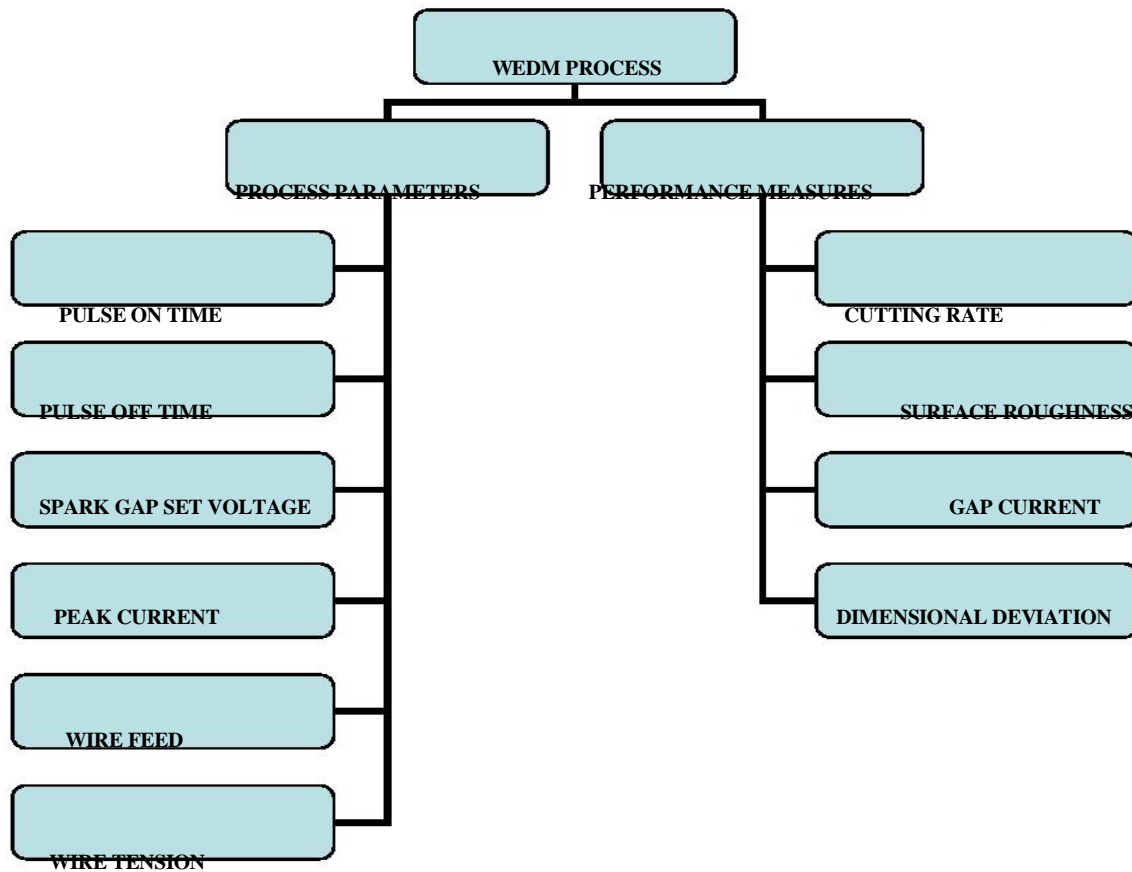 WEDM PROCESS
PROCESS PARAMETERS
PERFORMANCE MEASURES
PULSE ON TIME
CUTTING RATE
PULSE OFF TIME
SURFACE ROUGHNESS
SPARK GAP SET VOLTAGE
GAP CURRENT
PEAK CURRENT
DIMENSIONAL DEVIATION
WIRE FEED
WIRE TENSION